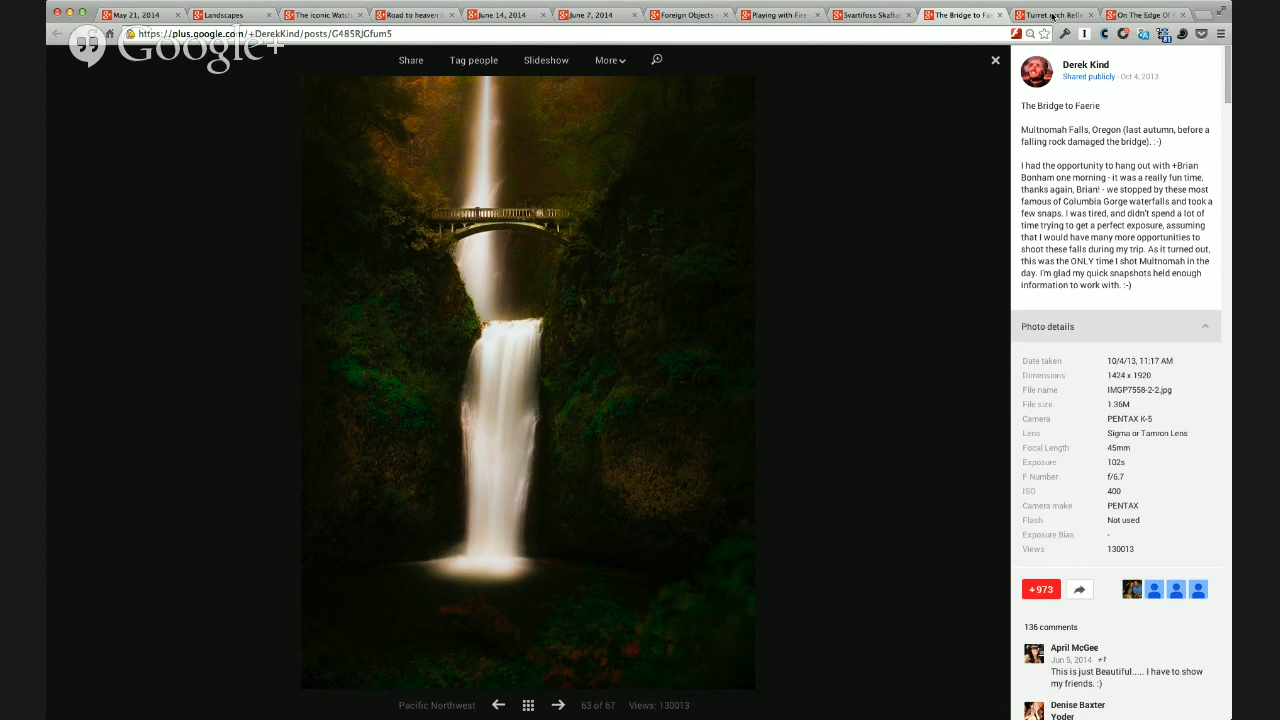 May 21, 2014
Landscapes
The iconic Watch
Road to heaven
June 14, 2014
June 7, 2014
Foreign Objects
Playing with Fire
Svartifoss Skaftaf
The Bridge to Fae
Turret Arch Refle
On The Edge Of
https://plus.google.com/+DerekKind/posts/G485RJGfum5
Google+
Share
Tag people
Slideshow
More
Derek Kind
Shared publicly - Oct 4, 2013
The Bridge to Faerie
Multnomah Falls, Oregon (last autumn, before a
falling rock damaged the bridge). :-)
I had the opportunity to hang out with +Brian
Bonham one morning - it was a really fun time,
thanks again, Brian! - we stopped by these most
famous of Columbia Gorge waterfalls and took a
few snaps. I was tired, and didn't spend a lot of
time trying to get a perfect exposure, assuming
that I would have many more opportunities to
shoot these falls during my trip. As it turned out,
this was the ONLY time I shot Multnomah in the
day. I'm glad my quick snapshots held enough
information to work with. :-)
Photo details
Date taken 10/4/13, 11:17 AM
Dimensions 1424 x 1920
File name IMGP7558-2-2.jpg
File size 1.36M
Camera PENTAX K-5
Lens Sigma or Tamron Lens
Focal Length 45mm
Exposure 102s
F Number f/6.7
ISO 400
Camera make PENTAX
Flash Not used
Exposure Bias -
Views 130013
+973
136 comments
April McGee
Jun 5, 2014 +1
This is just Beautiful..... I have to show
my friends. :)
Denise Baxter
Yoder
Pacific Northwest
63 of 67
Views: 130013